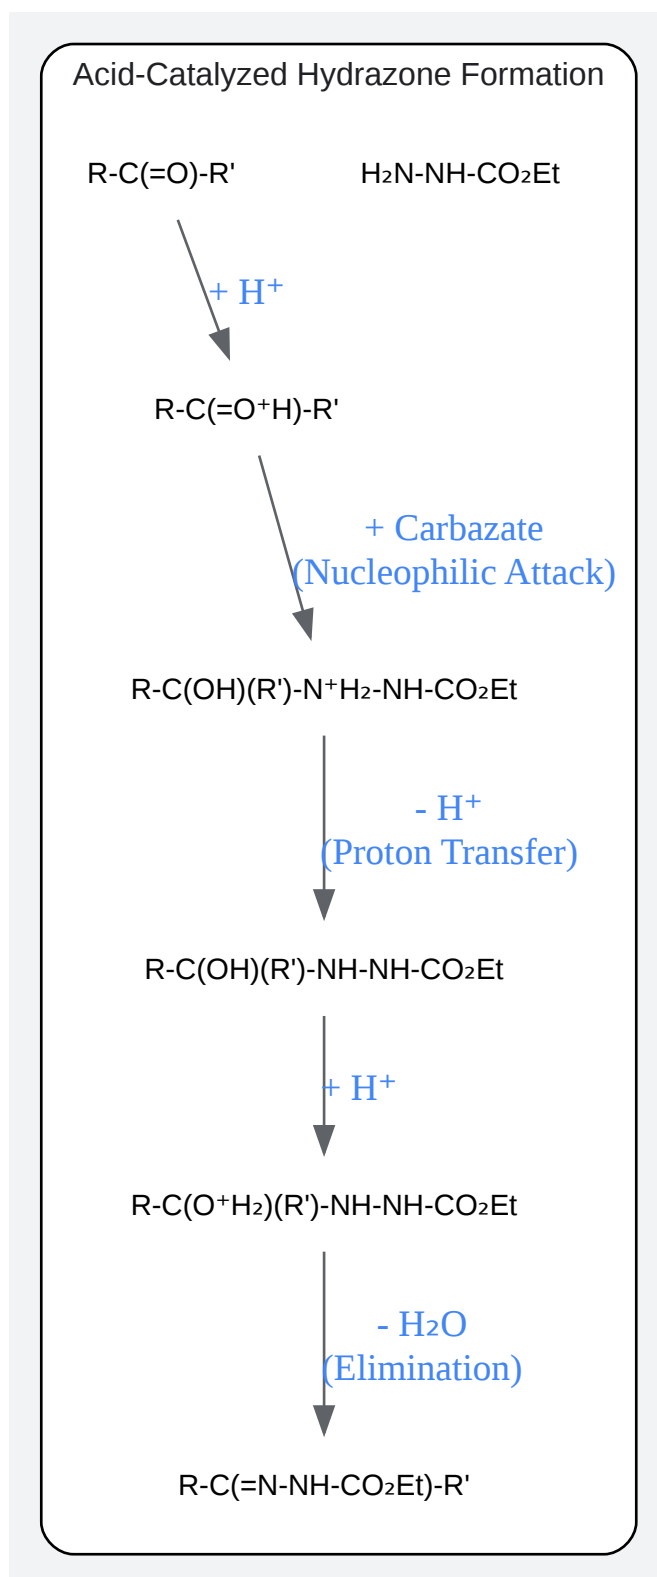 Acid-Catalyzed Hydrazone Formation
R-C(=O)-R' H₂N-NH-CO₂Et
+ H⁺
R-C(=O⁺H)-R'
+ Carbazate
(Nucleophilic Attack)
R-C(OH)(R')-N⁺H₂-NH-CO₂Et
- H⁺
(Proton Transfer)
R-C(OH)(R')-NH-NH-CO₂Et
+ H⁺
R-C(O⁺H₂)(R')-NH-NH-CO₂Et
- H₂O
(Elimination)
R-C(=N-NH-CO₂Et)-R'